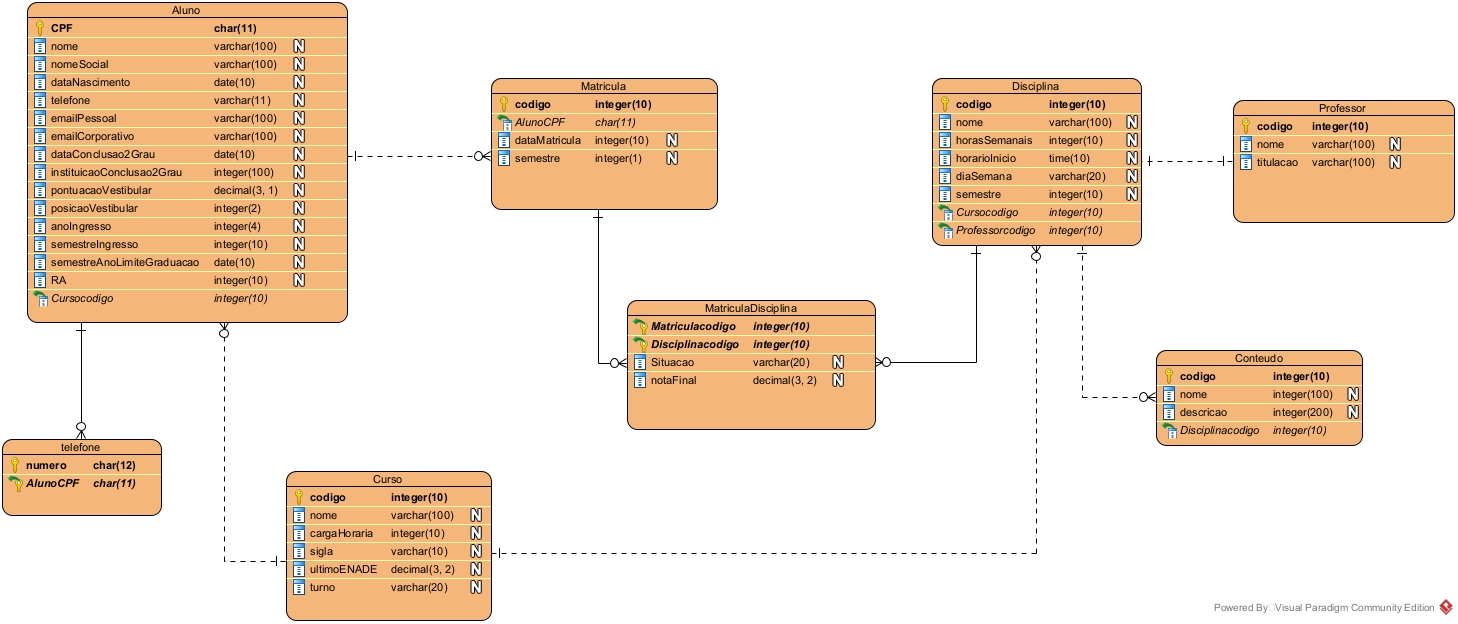 Aluno
CPF char(11)
nome varchar(100) N
nomeSocial varchar(100) N
dataNascimento date(10) N
telefone varchar(11) N
emailPessoal varchar(100) N
emailCorporativo varchar(100) N
dataConclusao2Grau date(10) N
instituicaoConclusao2Grau integer(100) N
pontuacaoVestibular decimal(3, 1) N
posicaoVestibular integer(2) N
anoIngresso integer(4) N
semestreIngresso integer(10) N
semestreAnoLimiteGraduacao date(10) N
RA integer(10) N
Cursocodigo integer(10)
Matricula
codigo integer(10)
AlunoCPF char(11)
dataMatricula integer(10) N
semestre integer(1) N
Disciplina
codigo integer(10)
nome varchar(100) N
horasSemanais integer(10) N
horarioInicio time(10) N
diaSemana varchar(20) N
semestre integer(10) N
Cursocodigo integer(10)
Professorcodigo integer(10)
Professor
codigo integer(10)
nome varchar(100) N
titulacao varchar(100) N
MatriculaDisciplina
Matriculacodigo integer(10)
Disciplinacodigo integer(10)
Situacao varchar(20) N
notaFinal decimal(3, 2) N
Conteudo
codigo integer(10)
nome integer(100) N
descricao integer(200) N
Disciplinacodigo integer(10)
telefone
numero char(12)
AlunoCPF char(11)
Curso
codigo integer(10)
nome varchar(100) N
cargaHoraria integer(10) N
sigla varchar(10) N
ultimoENADE decimal(3, 2) N
turno varchar(20) N
Powered By Visual Paradigm Community Edition